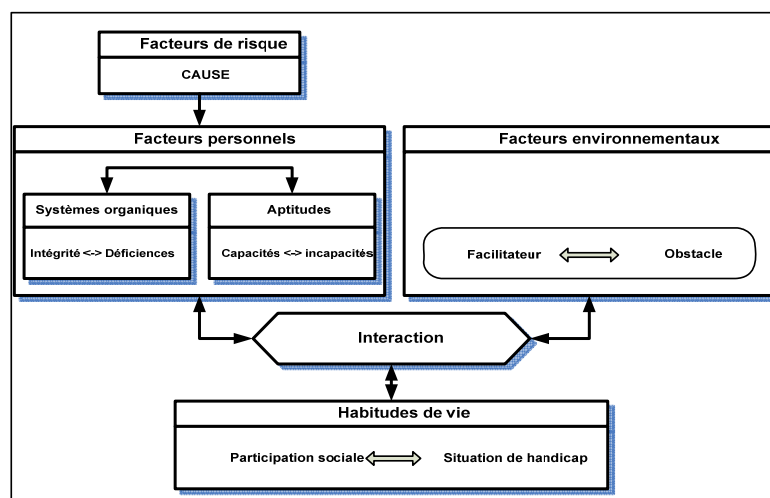 Facteurs de risque
CAUSE
Facteurs personnels
Systèmes organiques
Intégrité <-> Déficiences
Aptitudes
Capacités <-> incapacités
Facteurs environnementaux
Facilitateur
Obstacle
Interaction
Habitudes de vie
Participation sociale
Situation de handicap